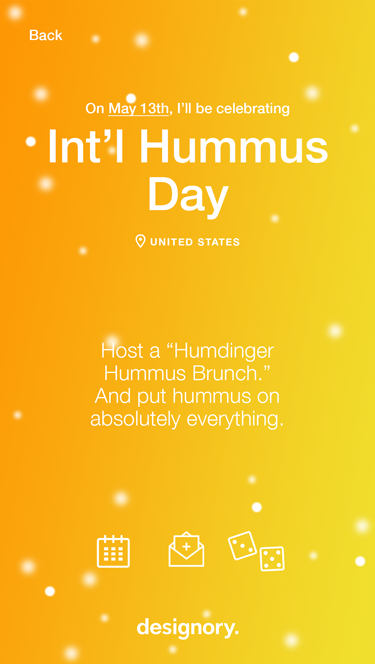 Back
On May 13th, I’ll be celebrating
Int’l Hummus
Day
UNITED STATES
Host a “Humdinger
Hummus Brunch.”
And put hummus on
absolutely everything.
designory.